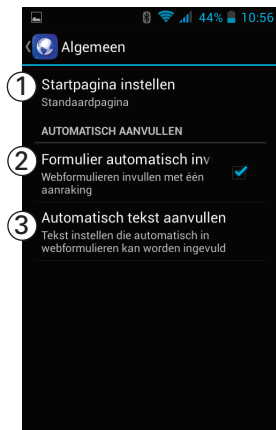 44% 10:56
Algemeen
1 Startpagina instellen
Standaardpagina
AUTOMATISCH AANVULLEN
2 Formulier automatisch inv
Webformulieren invullen met één
aanraking
3 Automatisch tekst aanvullen
Tekst instellen die automatisch in
webformulieren kan worden ingevuld